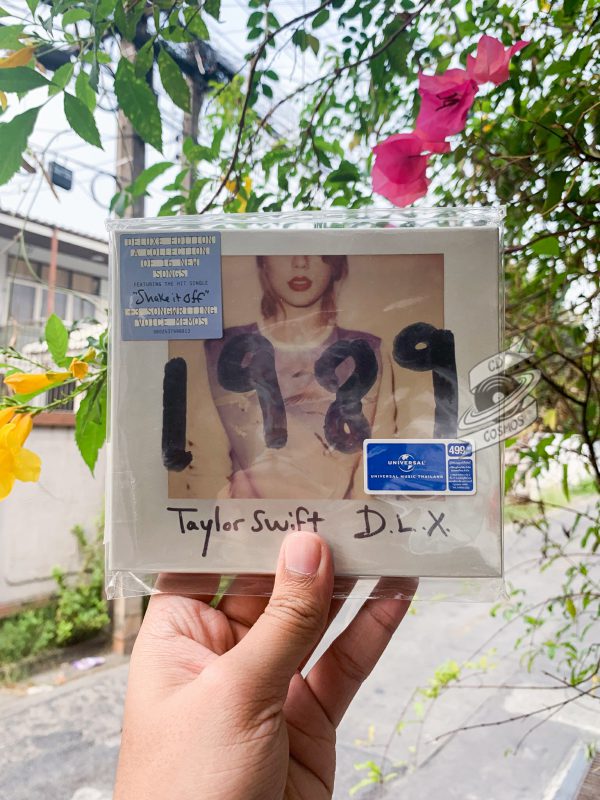 DELUXE EDITION
A COLLECTION
OF 16 NEW
SONGS
FEATURING THE HIT SINGLE
"Shake it off"
+3 SONGWRITING
VOICE MEMOS
1989
CD
COSMOS
499.-
UNIVERSAL
UNIVERSAL MUSIC THAILAND
Taylor Swift D.L.X.